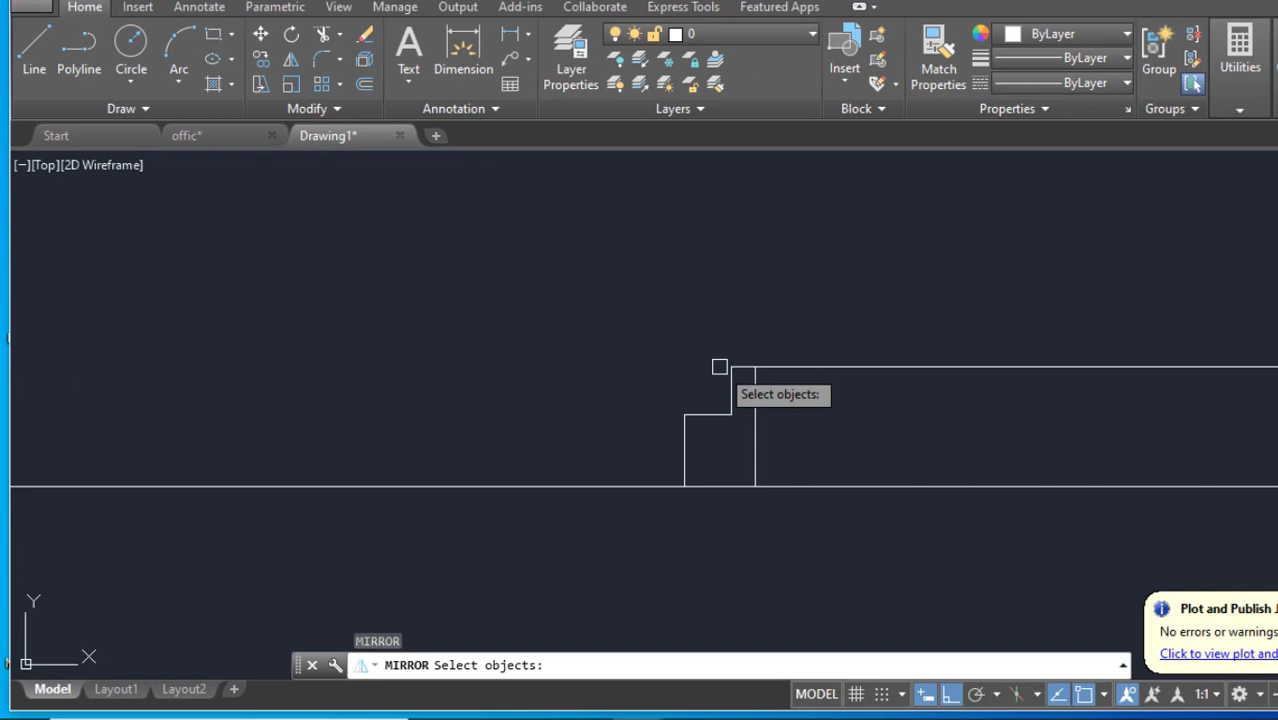 Home Insert Annotate Parametric View Manage Output Add-ins Collaborate Express Tools Featured Apps
0
ByLayer
ByLayer
ByLayer
Line Polyline Circle Arc
Text Dimension
Layer
Properties
Insert
Match
Properties
Group
Utilities
Draw Modify Annotation Layers Block Properties Groups
Start offic* Drawing1*
[−][Top][2D Wireframe]
Select objects:
Y
X
Plot and Publish J
No errors or warnings
Click to view plot and
MIRROR
MIRROR Select objects:
Model Layout1 Layout2
MODEL 1:1